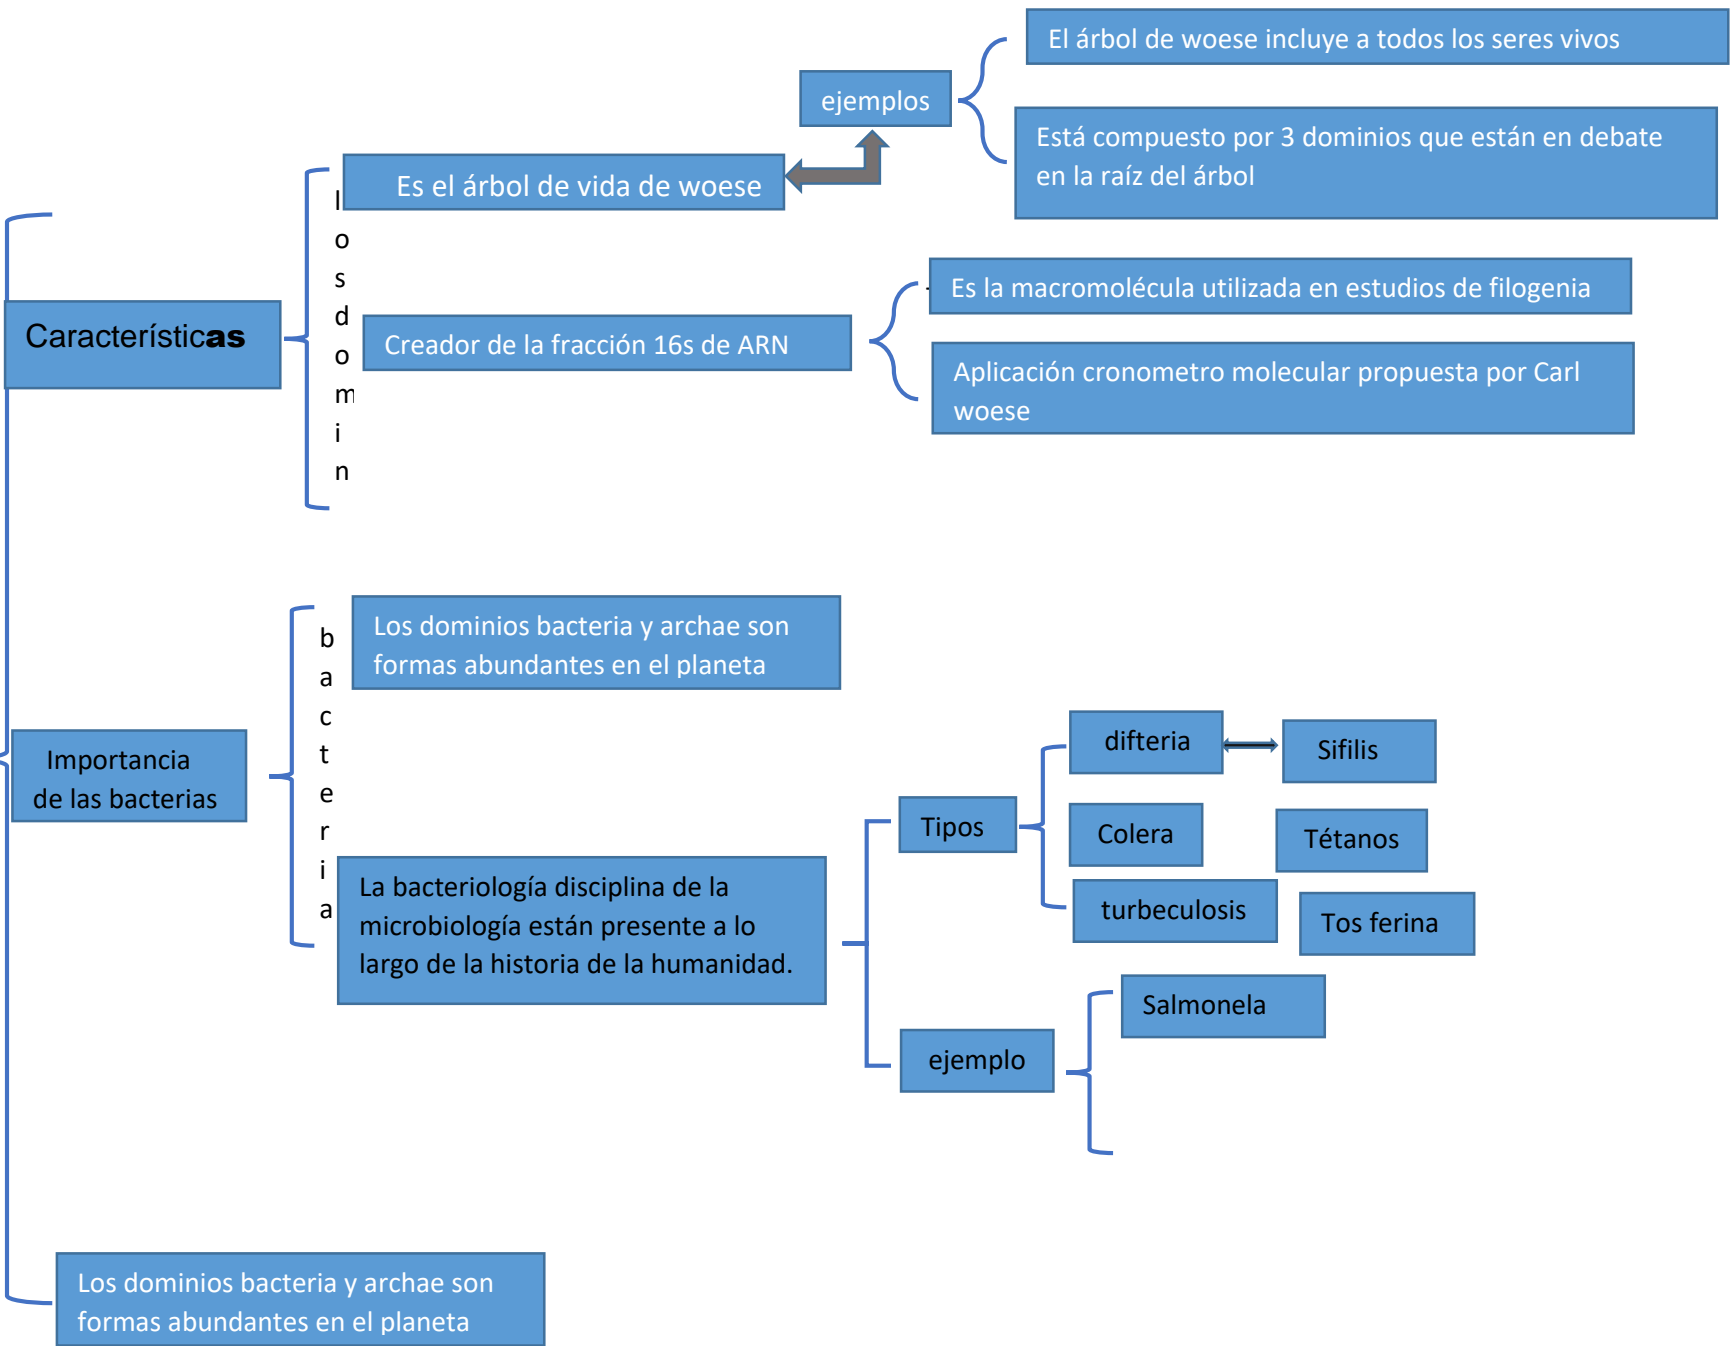 El árbol de woese incluye a todos los seres vivos
ejemplos
Está compuesto por 3 dominios que están en debate
en la raíz del árbol
Es el árbol de vida de woese
l
o
s
d
o
m
i
n
Características
Es la macromolécula utilizada en estudios de filogenia
Creador de la fracción 16s de ARN
Aplicación cronometro molecular propuesta por Carl
woese
Importancia
de las bacterias
b
a
c
t
e
r
i
a
Los dominios bacteria y archae son
formas abundantes en el planeta
La bacteriología disciplina de la
microbiología están presente a lo
largo de la historia de la humanidad.
Tipos
difteria
Sifilis
Colera
Tétanos
turbeculosis
Tos ferina
ejemplo
Salmonela
Los dominios bacteria y archae son
formas abundantes en el planeta